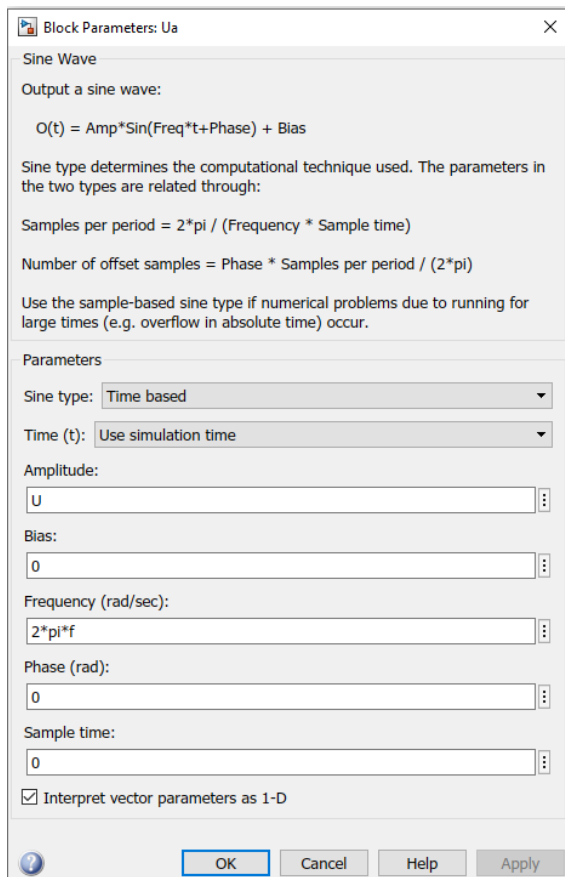 Block Parameters: Ua
Sine Wave
Output a sine wave:
O(t) = Amp*Sin(Freq*t+Phase) + Bias
Sine type determines the computational technique used. The parameters in
the two types are related through:
Samples per period = 2*pi / (Frequency * Sample time)
Number of offset samples = Phase * Samples per period / (2*pi)
Use the sample-based sine type if numerical problems due to running for
large times (e.g. overflow in absolute time) occur.
Parameters
Sine type: Time based
Time (t): Use simulation time
Amplitude:
U
Bias:
0
Frequency (rad/sec):
2*pi*f
Phase (rad):
0
Sample time:
0
Interpret vector parameters as 1-D
OK Cancel Help Apply